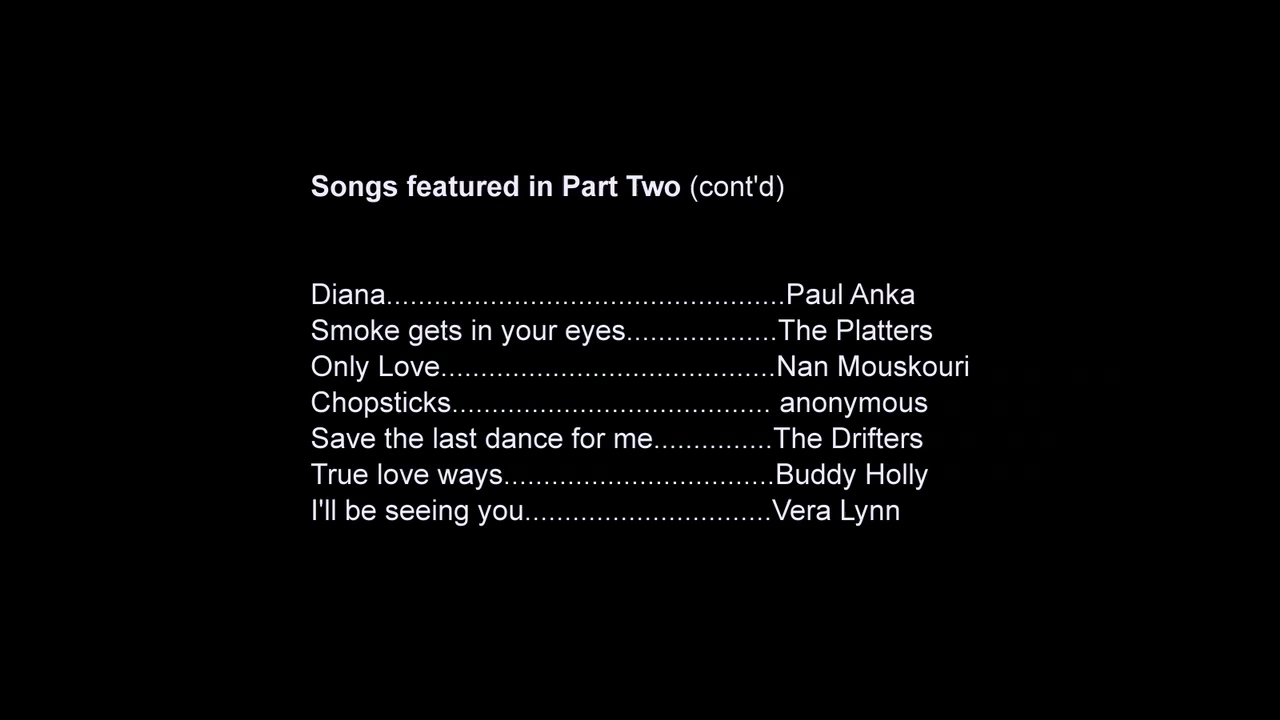 Songs featured in Part Two (cont'd)
Diana..................................................Paul Anka
Smoke gets in your eyes...................The Platters
Only Love..........................................Nan Mouskouri
Chopsticks........................................ anonymous
Save the last dance for me...............The Drifters
True love ways..................................Buddy Holly
I'll be seeing you...............................Vera Lynn